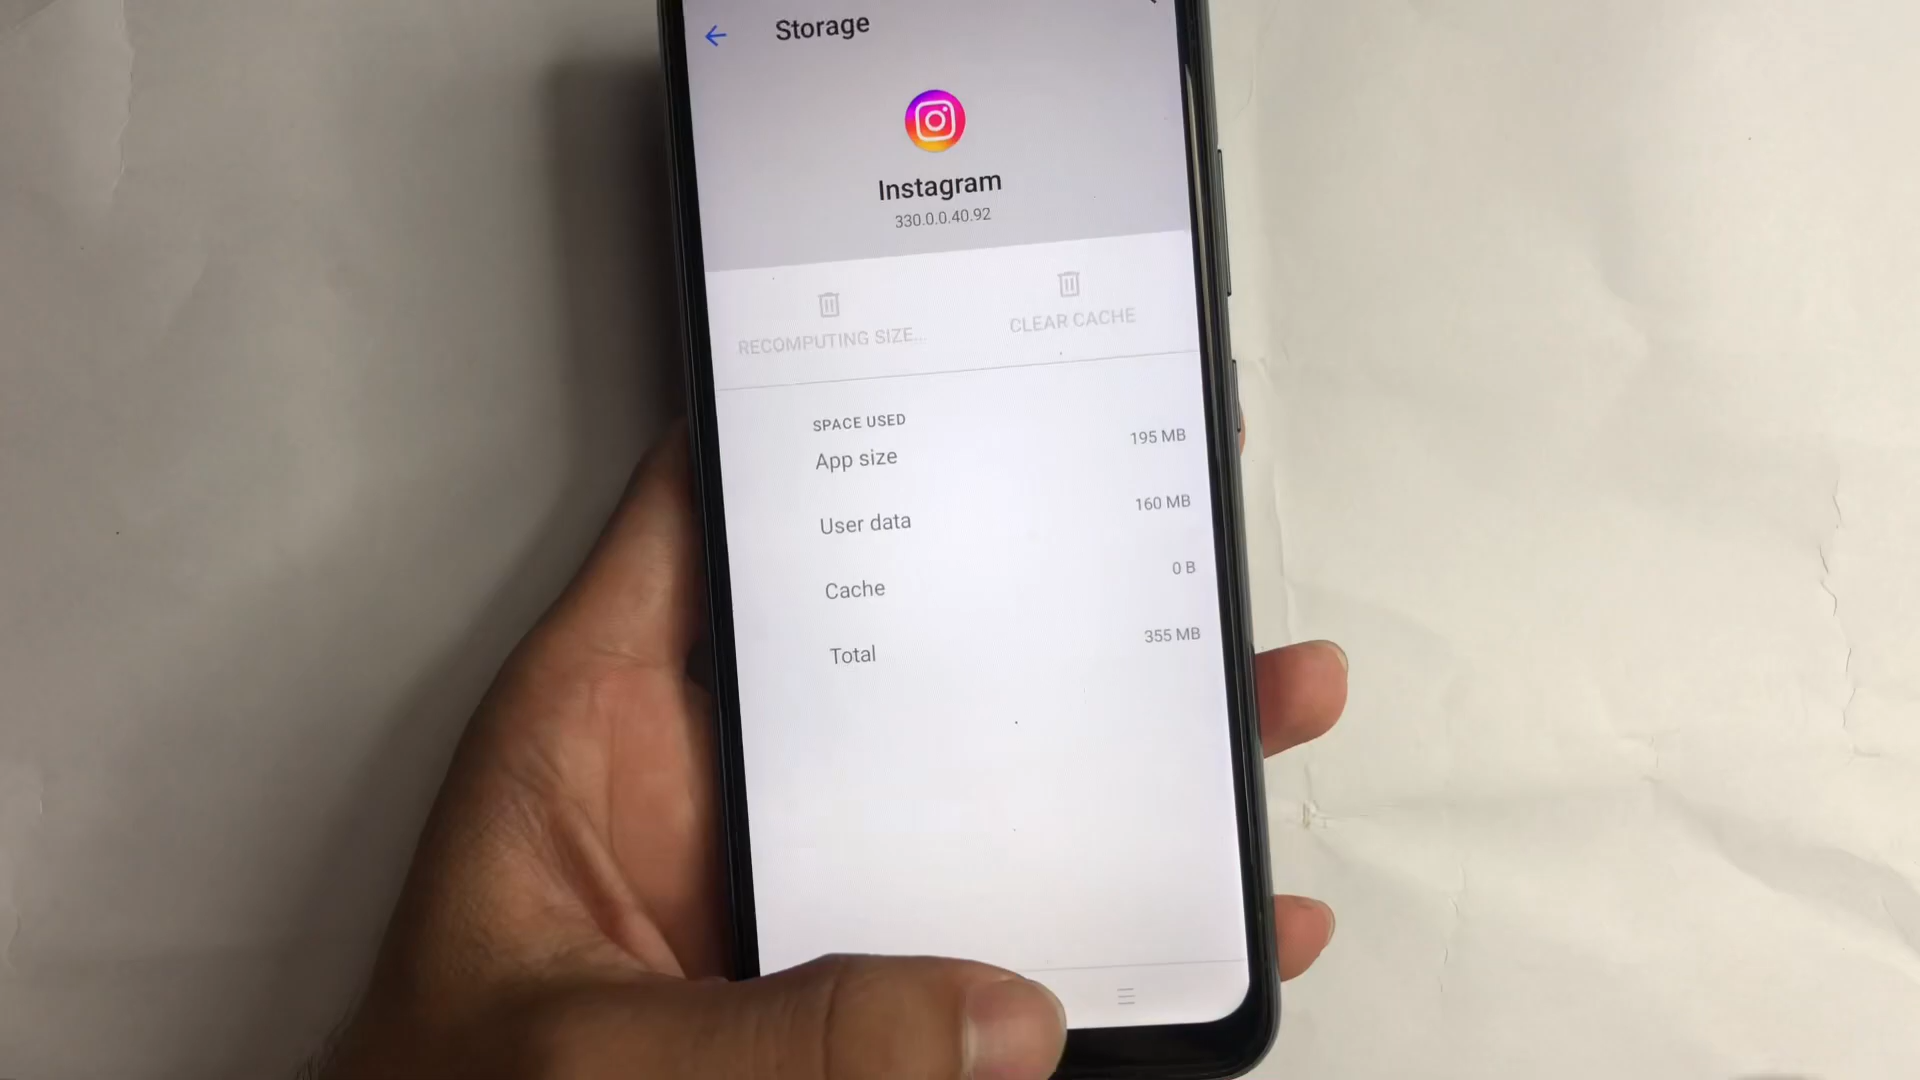 Storage
Instagram
330.0.0.40.92
RECOMPUTING SIZE...
CLEAR CACHE
SPACE USED
App size 195 MB
User data 160 MB
Cache 0 B
Total 355 MB